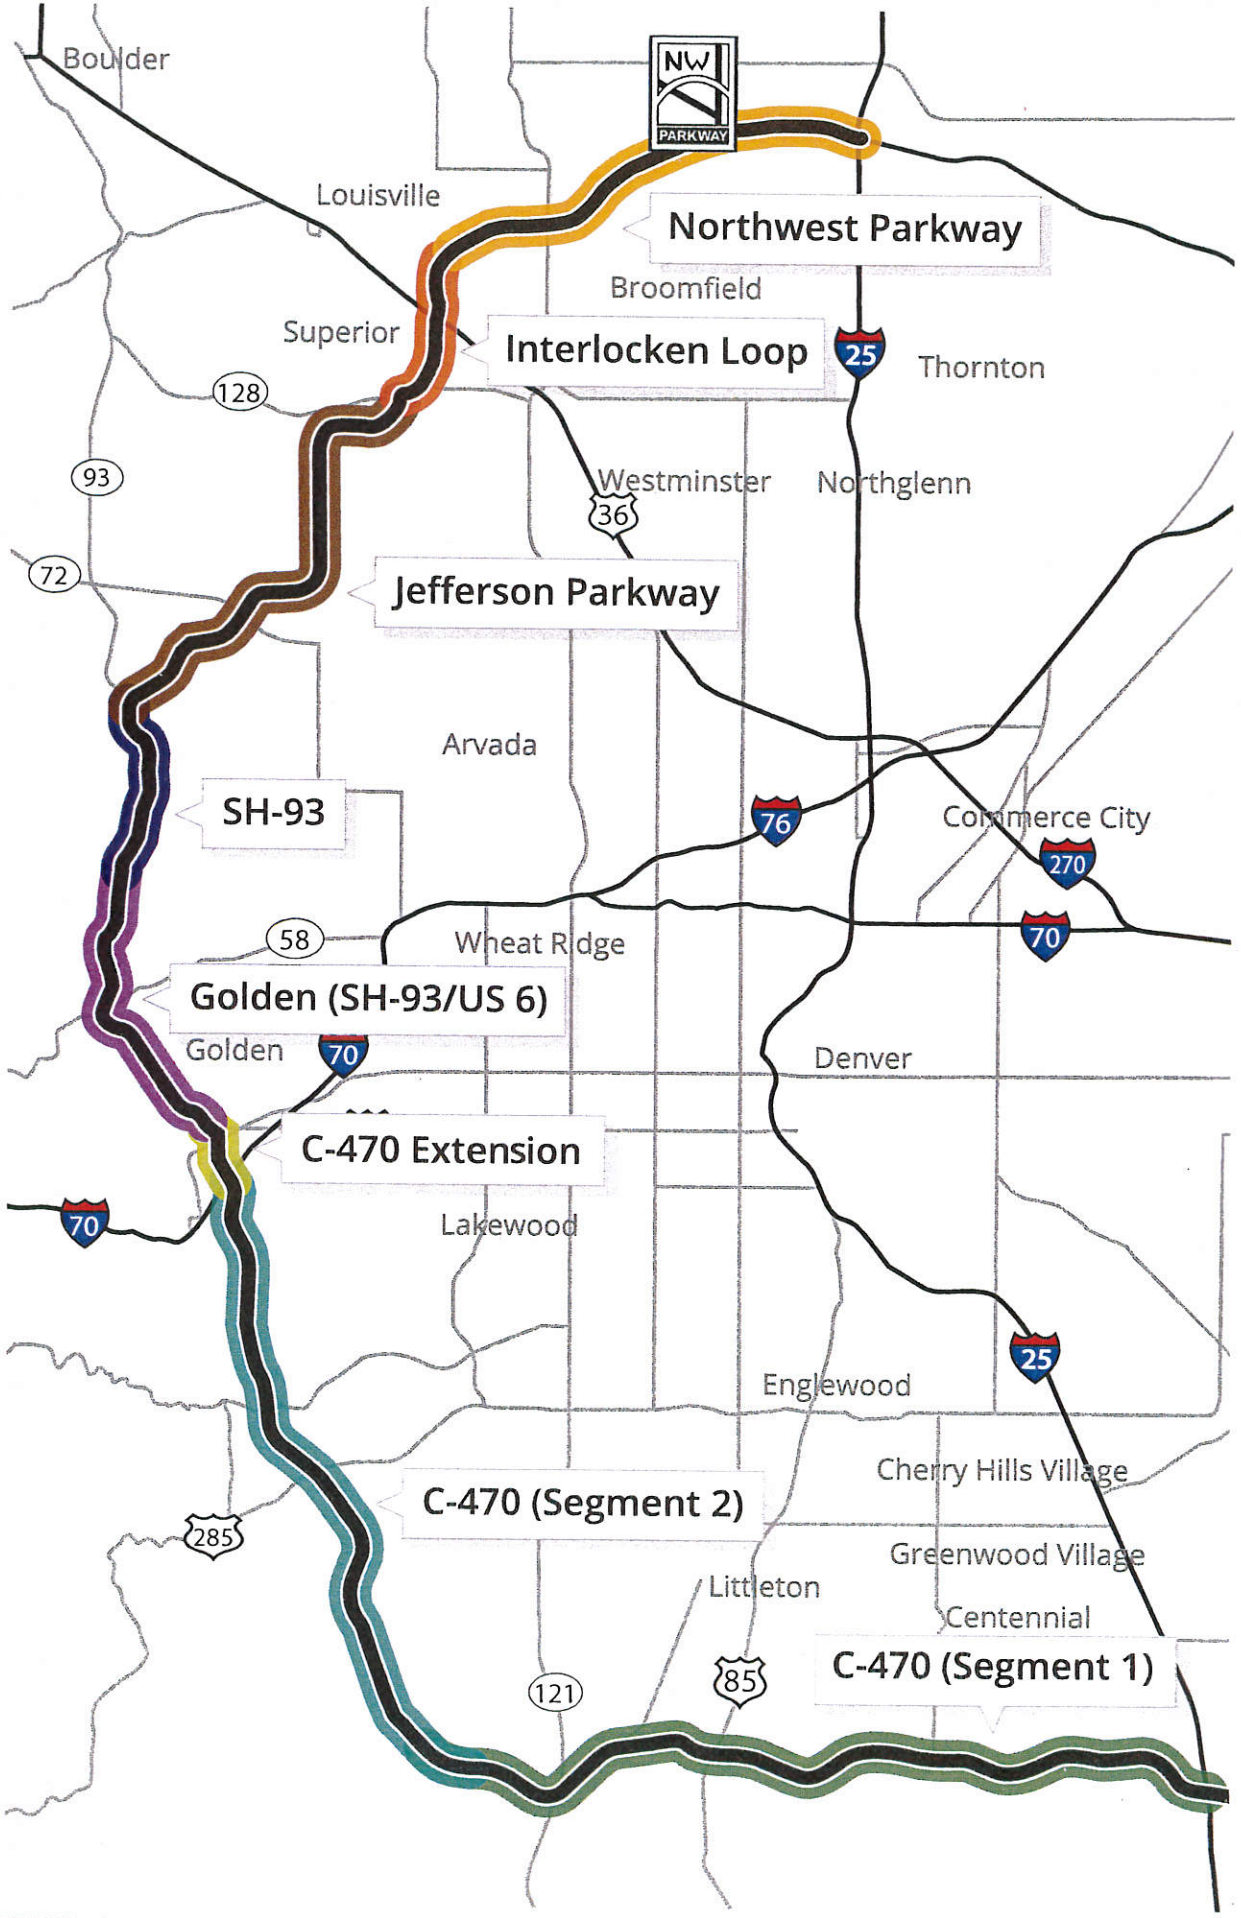 Boulder
NW
PARKWAY
Louisville
Northwest Parkway
Broomfield
Superior
Interlocken Loop
25
Thornton
128
93
Westminster
Northglenn
36
72
Jefferson Parkway
Arvada
SH-93
76
Commerce City
270
58
Wheat Ridge
70
Golden (SH-93/US 6)
Golden
70
Denver
C-470 Extension
70
Lakewood
25
Englewood
Cherry Hills Village
C-470 (Segment 2)
285
Greenwood Village
Littleton
Centennial
C-470 (Segment 1)
121
85